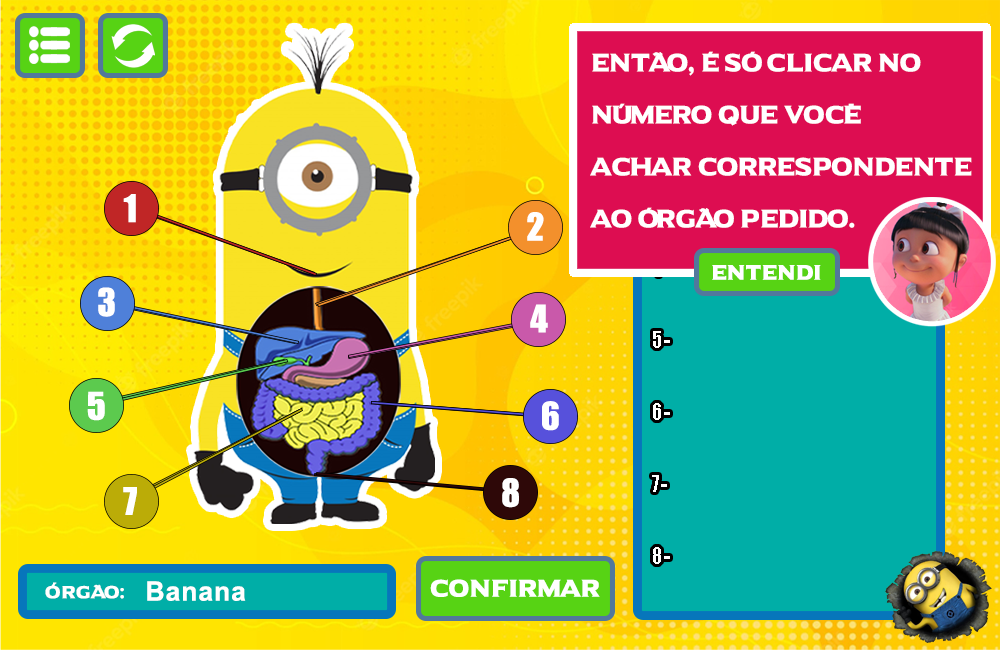 ENTÃO, É SÓ CLICAR NO
NÚMERO QUE VOCÊ
ACHAR CORRESPONDENTE
AO ÓRGÃO PEDIDO.
ENTENDI
1
2
3
4
5
6
7
8
5-
6-
7-
8-
ÓRGAO: Banana
CONFIRMAR